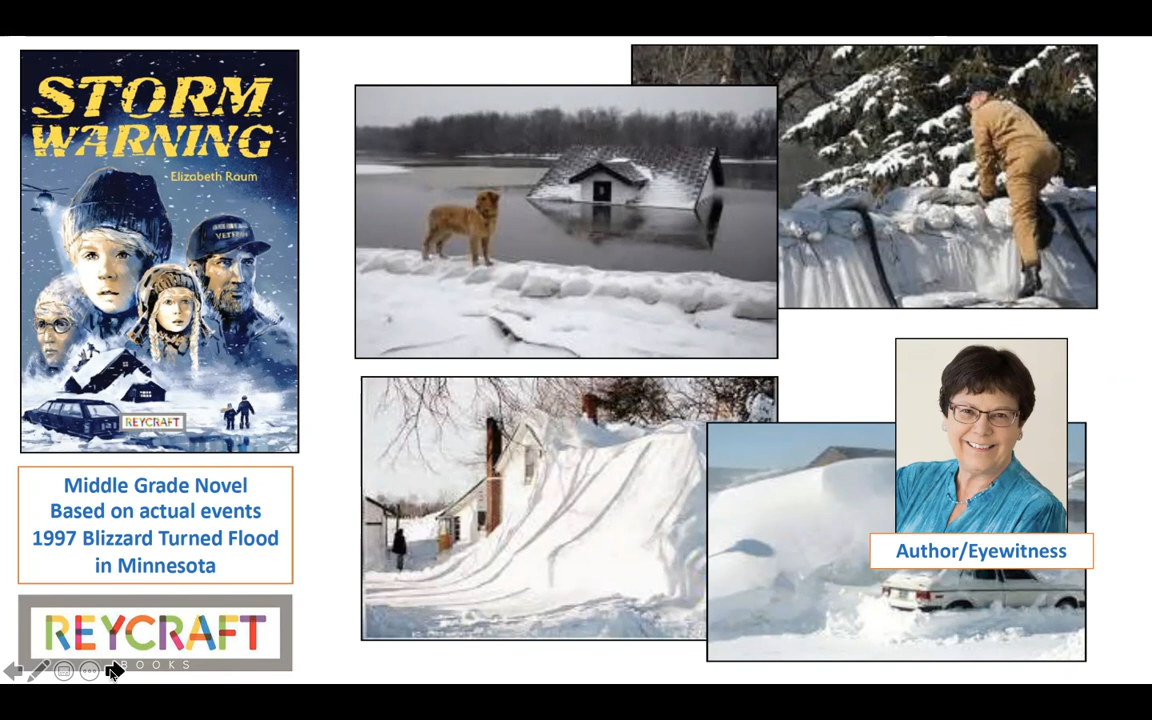 STORM
WARNING
Elizabeth Raum
VETERAN
REYCRAFT
Middle Grade Novel
Based on actual events
1997 Blizzard Turned Flood
in Minnesota
REYCRAFT
BOOKS
Author/Eyewitness